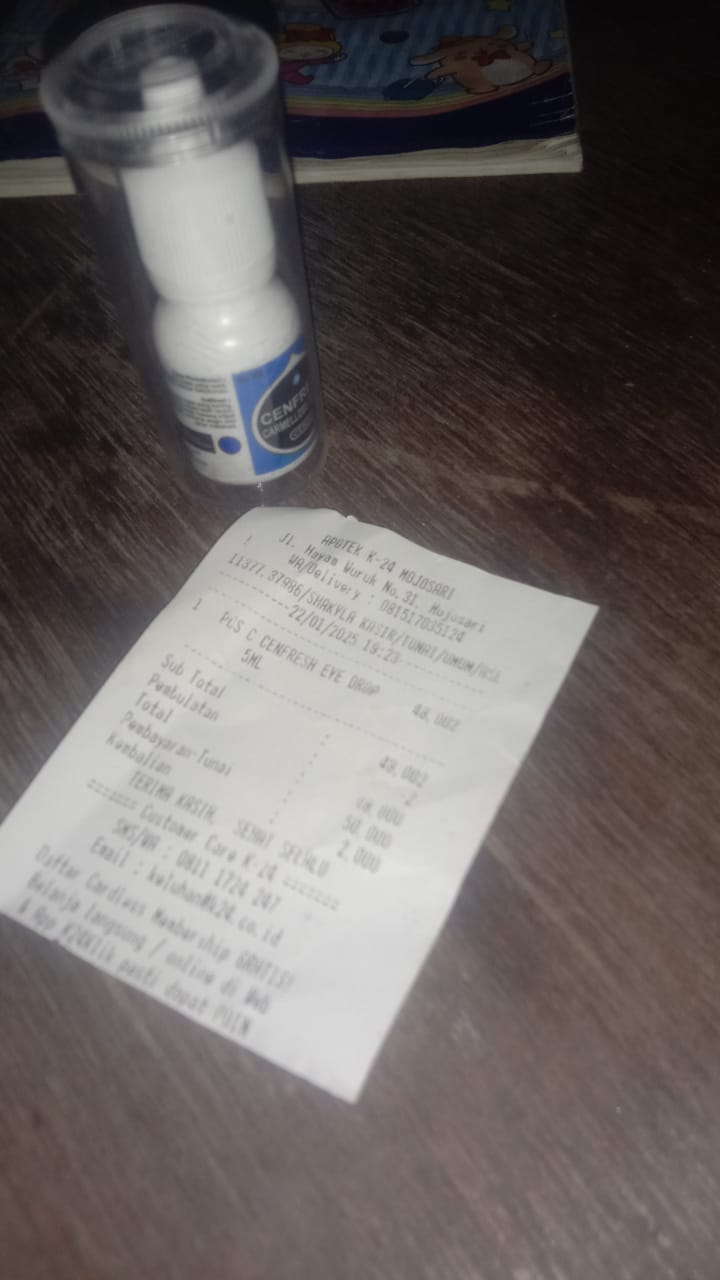 CENFR
CARMELLO
APOTEK K-24 MOJOSARI
Jl. Hayam Wuruk No.31, Mojosari
WA/Delivery : 081517035124
11377.37986/SHAKYLA KASIR/TUNAI/UMUM/
22/01/2025 19:23
1 PCS C CENFRESH EYE DROP 48.002
5ML
Sub Total : 48.002
Pembulatan : 2
Total : 48.000
Pembayaran-Tunai : 50.000
Kembalian : 2.000
TERIMA KASIH, SEHAT SELALU
------ Customer Care K-24 -------
SMS/WA : 0811 1724 247
Email : keluhan@k24.co.id
Daftar Cardless Membership GRATIS!
Belanja langsung / online di Web
& App K24Klik pasti dapat POIN